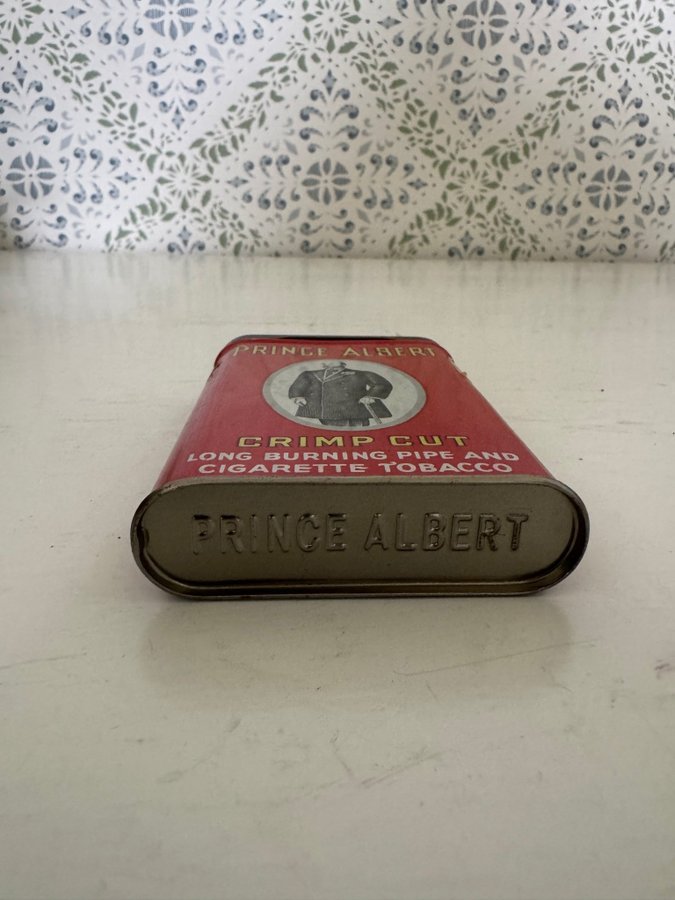 PRINCE ALBERT
CRIMP CUT
LONG BURNING PIPE AND
CIGARETTE TOBACCO
PRINCE ALBERT